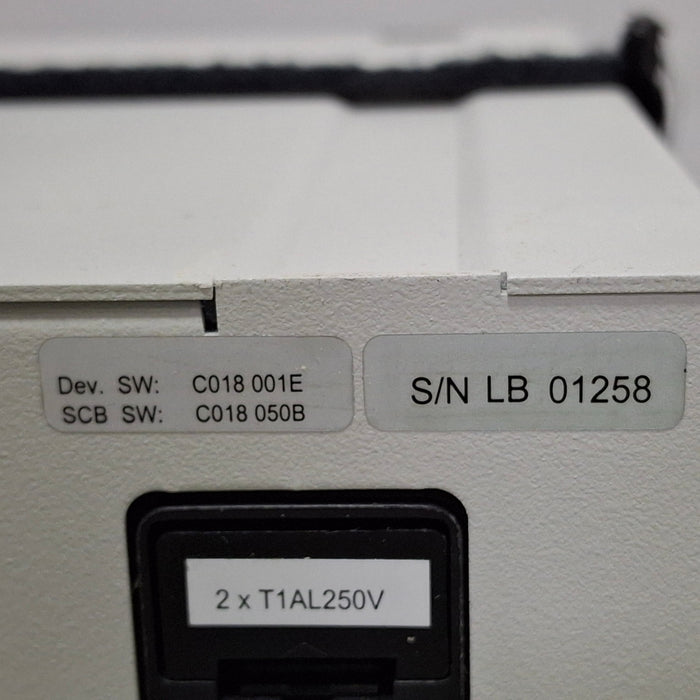 Dev. SW: C018 001E
SCB SW: C018 050B
S/N LB 01258
2 x T1AL250V